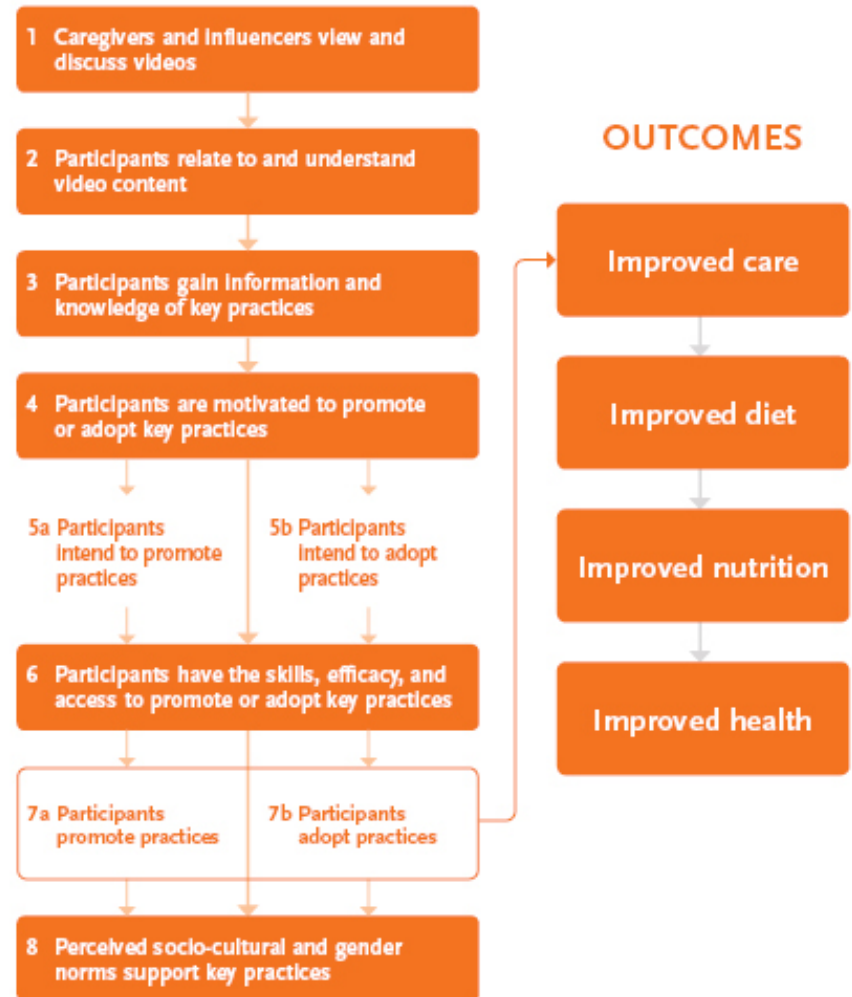 1 Caregivers and influencers view and
discuss videos
2 Participants relate to and understand
video content
3 Participants gain information and
knowledge of key practices
4 Participants are motivated to promote
or adopt key practices
5a Participants
intend to promote
practices
5b Participants
intend to adopt
practices
6 Participants have the skills, efficacy, and
access to promote or adopt key practices
7a Participants
promote practices
7b Participants
adopt practices
8 Perceived socio-cultural and gender
norms support key practices
OUTCOMES
Improved care
Improved diet
Improved nutrition
Improved health